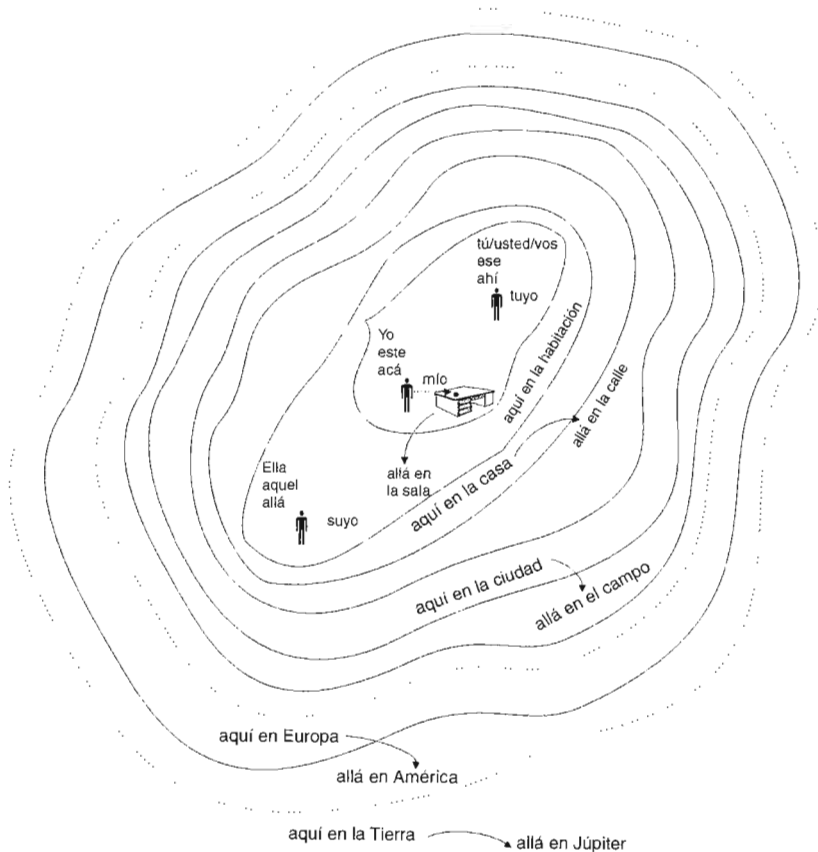 tú/usted/vos
ese
ahí
tuyo
Yo
este
acá
mío
aquí en la habitación
allá en la calle
allá en
la sala
aquí en la casa
Ella
aquel
allá
suyo
aquí en la ciudad
allá en el campo
aquí en Europa
allá en América
aquí en la Tierra
allá en Júpiter